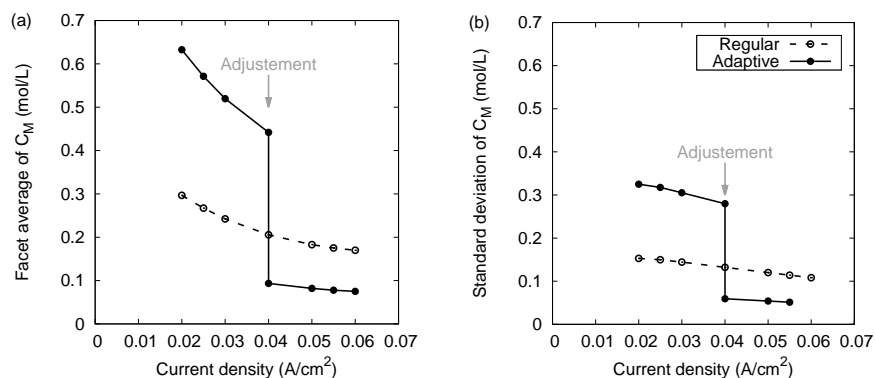 (a)
Facet average of C_M (mol/L)
0.7
0.6
0.5
0.4
0.3
0.2
0.1
0
Adjustement
0 0.01 0.02 0.03 0.04 0.05 0.06 0.07
Current density (A/cm²)
(b)
Standard deviation of C_M (mol/L)
0.7
0.6
0.5
0.4
0.3
0.2
0.1
0
Regular
Adaptive
Adjustement
0 0.01 0.02 0.03 0.04 0.05 0.06 0.07
Current density (A/cm²)